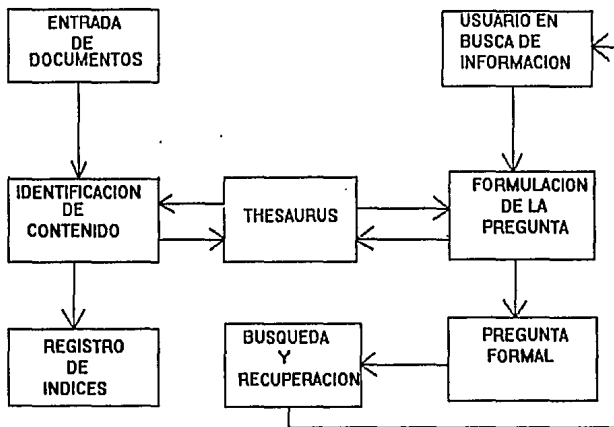 ENTRADA
DE
DOCUMENTOS
USUARIO EN
BUSCA DE
INFORMACION
IDENTIFICACION
DE
CONTENIDO
THESAURUS
FORMULACION
DE LA
PREGUNTA
REGISTRO
DE
INDICES
BUSQUEDA
Y
RECUPERACION
PREGUNTA
FORMAL